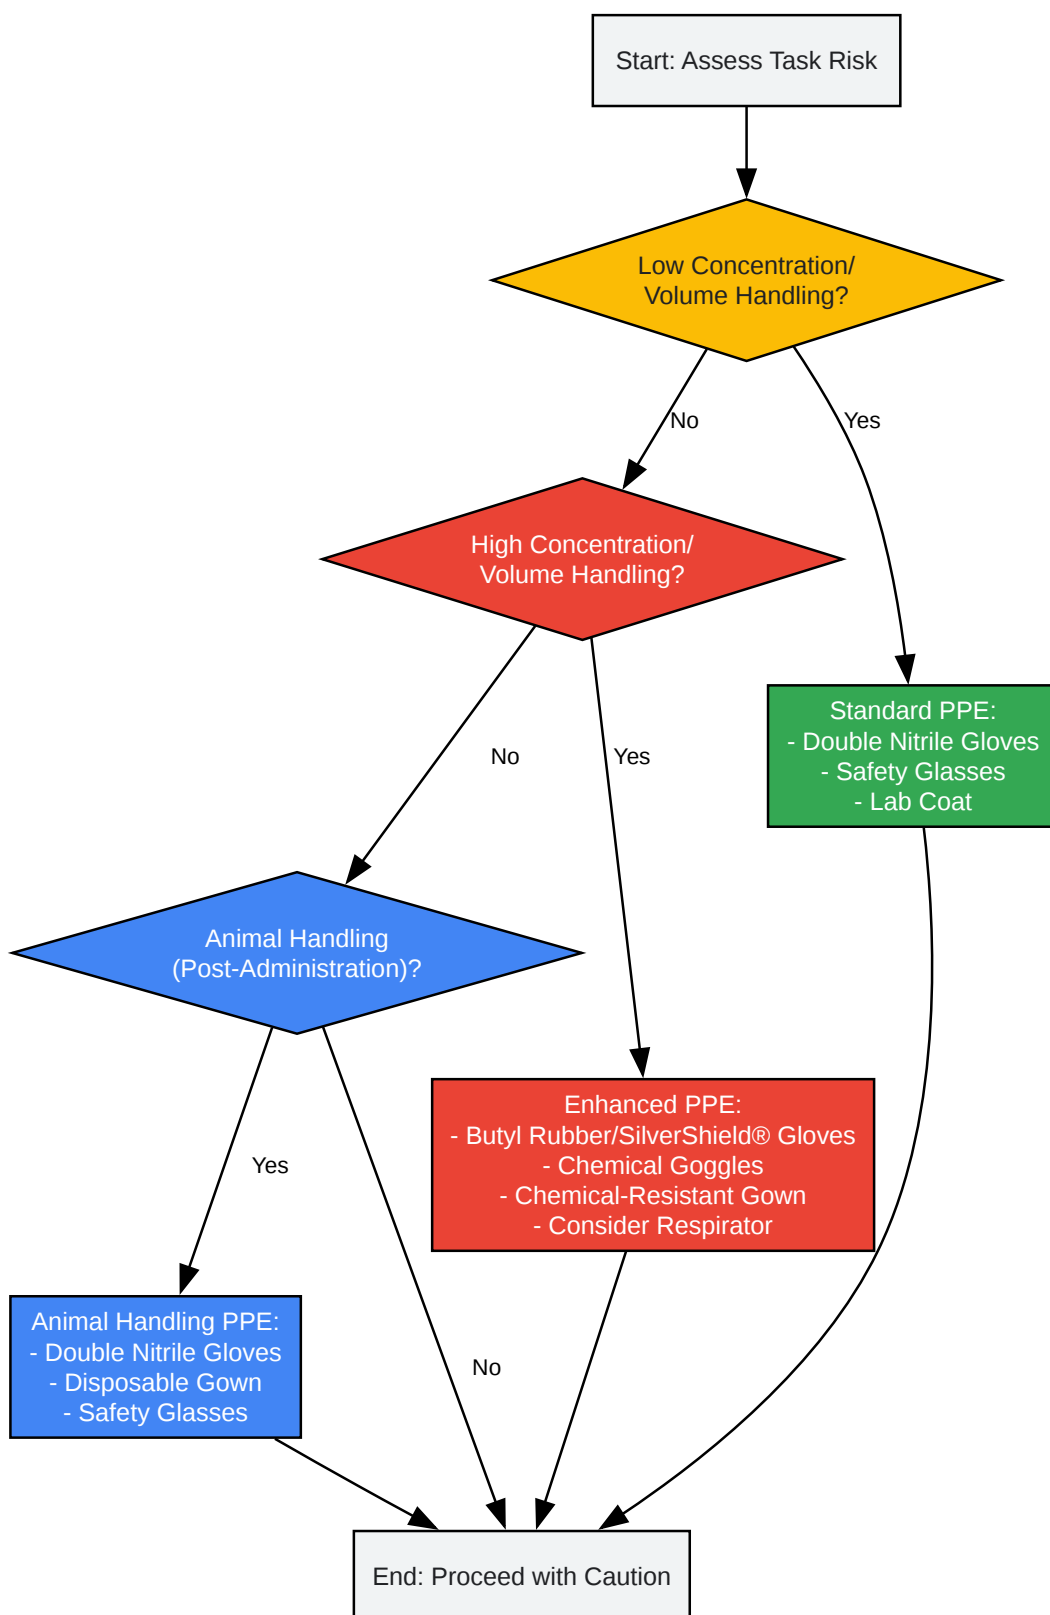 Start: Assess Task Risk
Low Concentration/
Volume Handling?
No
Yes
High Concentration/
Volume Handling?
Standard PPE:
- Double Nitrile Gloves
- Safety Glasses
- Lab Coat
No
Yes
Animal Handling
(Post-Administration)?
Enhanced PPE:
- Butyl Rubber/SilverShield® Gloves
- Chemical Goggles
- Chemical-Resistant Gown
- Consider Respirator
Yes
Animal Handling PPE:
- Double Nitrile Gloves
- Disposable Gown
- Safety Glasses
No
End: Proceed with Caution